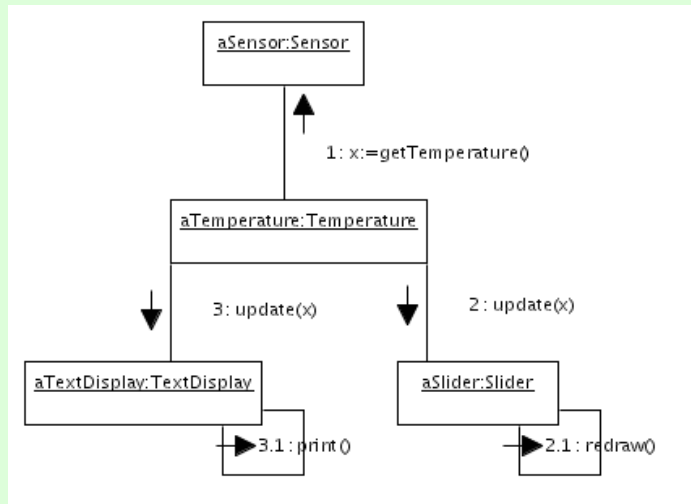 aSensor:Sensor
1: x:=getTemperature()
aTemperature:Temperature
3: update(x)
2: update(x)
aTextDisplay:TextDisplay
aSlider:Slider
3.1: print()
2.1: redraw()